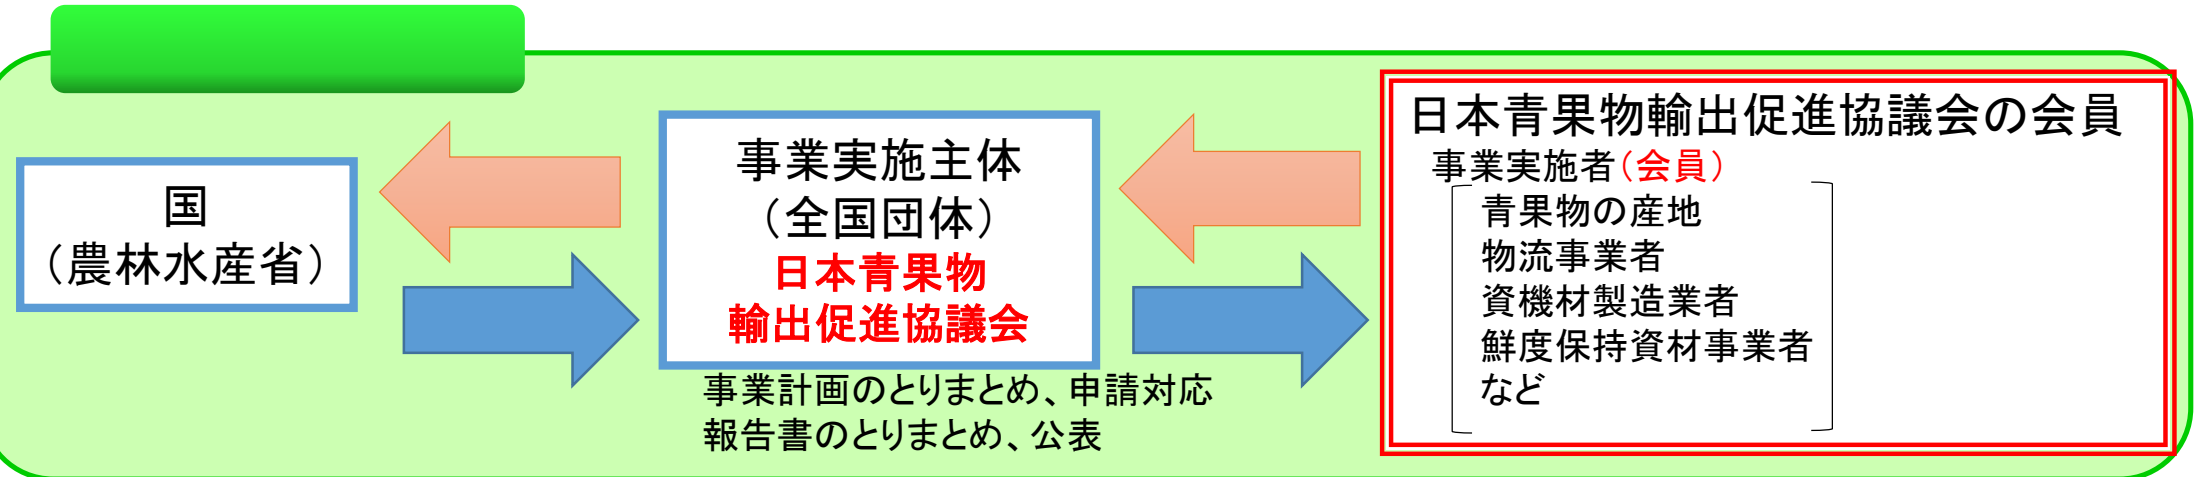 国
（農林水産省）
事業実施主体
（全国団体）
日本青果物
輸出促進協議会
事業計画のとりまとめ、申請対応
報告書のとりまとめ、公表
日本青果物輸出促進協議会の会員
事業実施者（会員）
青果物の産地
物流事業者
資機材製造業者
鮮度保持資材事業者
など